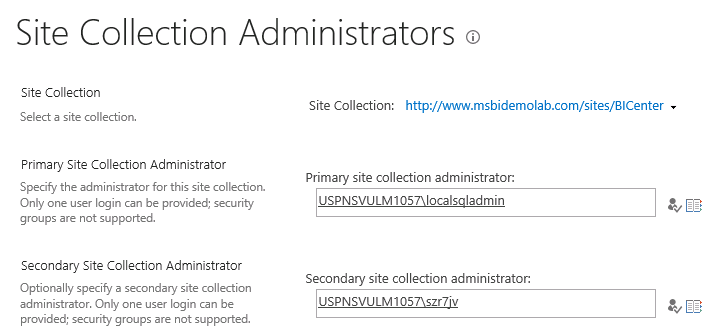 Site Collection Administrators
Site Collection
Select a site collection.
Site Collection: http://www.msbidemolab.com/sites/BICenter
Primary Site Collection Administrator
Specify the administrator for this site collection.
Only one user login can be provided; security
groups are not supported.
Primary site collection administrator:
USPNSVULM1057\localsqladmin
Secondary Site Collection Administrator
Optionally specify a secondary site collection
administrator. Only one user login can be
provided; security groups are not supported.
Secondary site collection administrator:
USPNSVULM1057\szr7jv